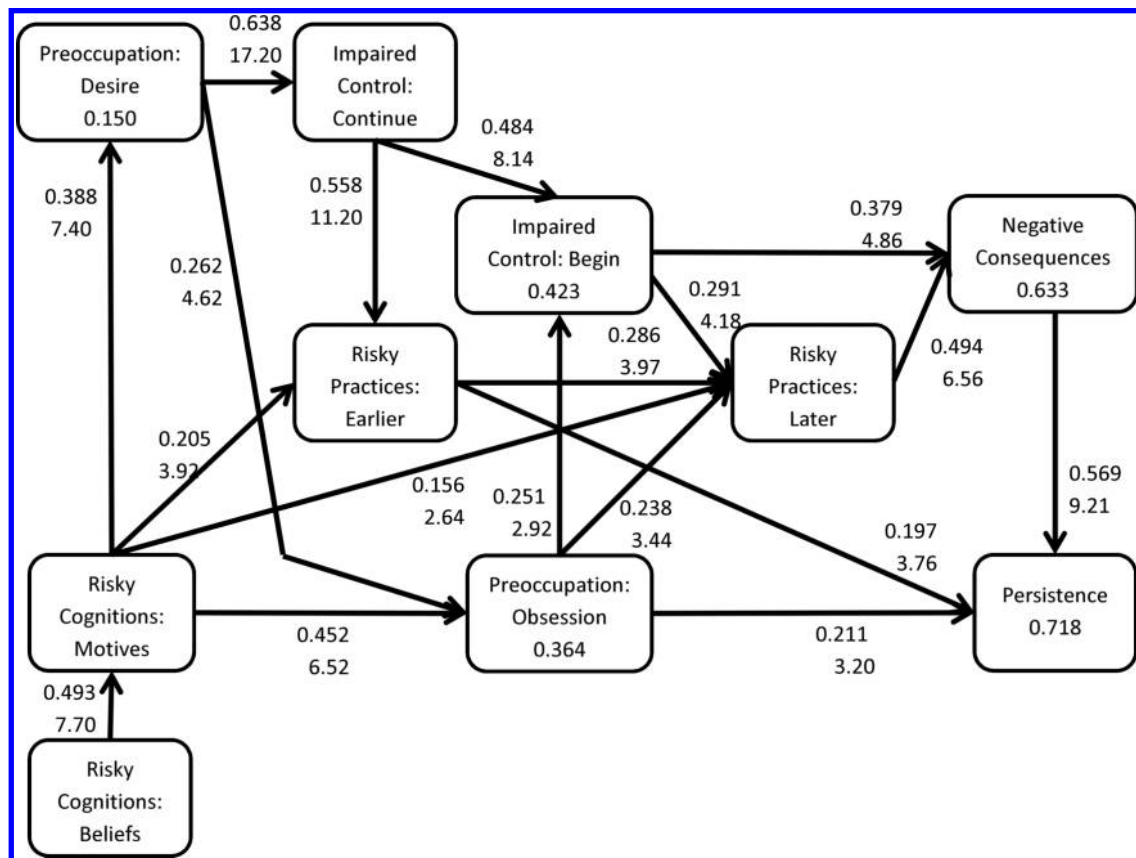 Preoccupation:
Desire
0.150
0.638
17.20
Impaired
Control:
Continue
0.484
8.14
0.388
7.40
0.558
11.20
0.262
4.62
Impaired
Control: Begin
0.423
0.379
4.86
Negative
Consequences
0.633
0.291
4.18
0.286
3.97
Risky
Practices:
Earlier
Risky
Practices:
Later
0.494
6.56
0.205
3.92
0.156
2.64
0.251
2.92
0.238
3.44
0.569
9.21
0.197
3.76
Risky
Cognitions:
Motives
0.452
6.52
Preoccupation:
Obsession
0.364
0.211
3.20
Persistence
0.718
0.493
7.70
Risky
Cognitions:
Beliefs